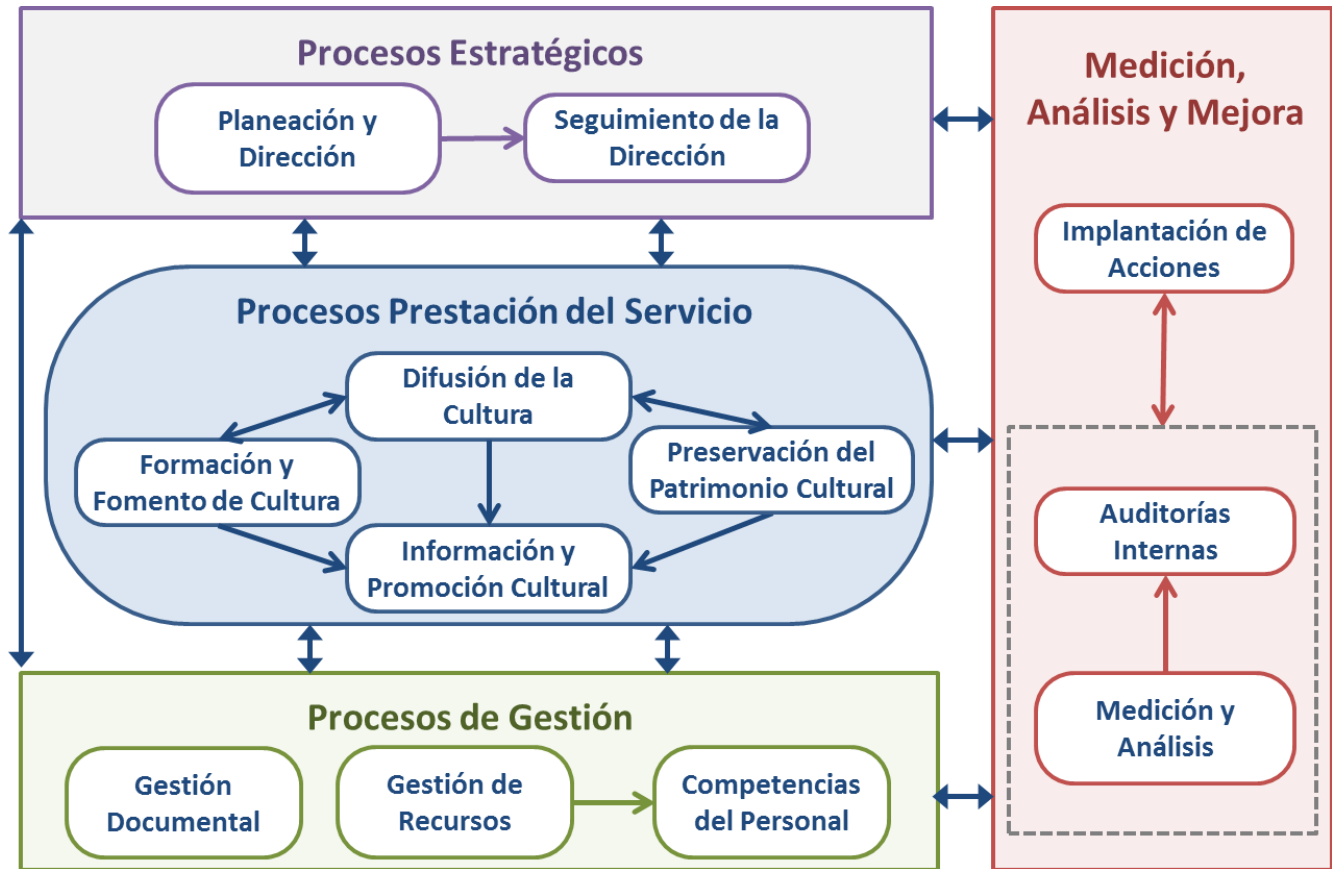 Procesos Estratégicos
Planeación y
Dirección
Seguimiento de la
Dirección
Procesos Prestación del Servicio
Difusión de la
Cultura
Formación y
Fomento de Cultura
Preservación del
Patrimonio Cultural
Información y
Promoción Cultural
Procesos de Gestión
Gestión
Documental
Gestión de
Recursos
Competencias
del Personal
Medición,
Análisis y Mejora
Implantación de
Acciones
Auditorías
Internas
Medición y
Análisis